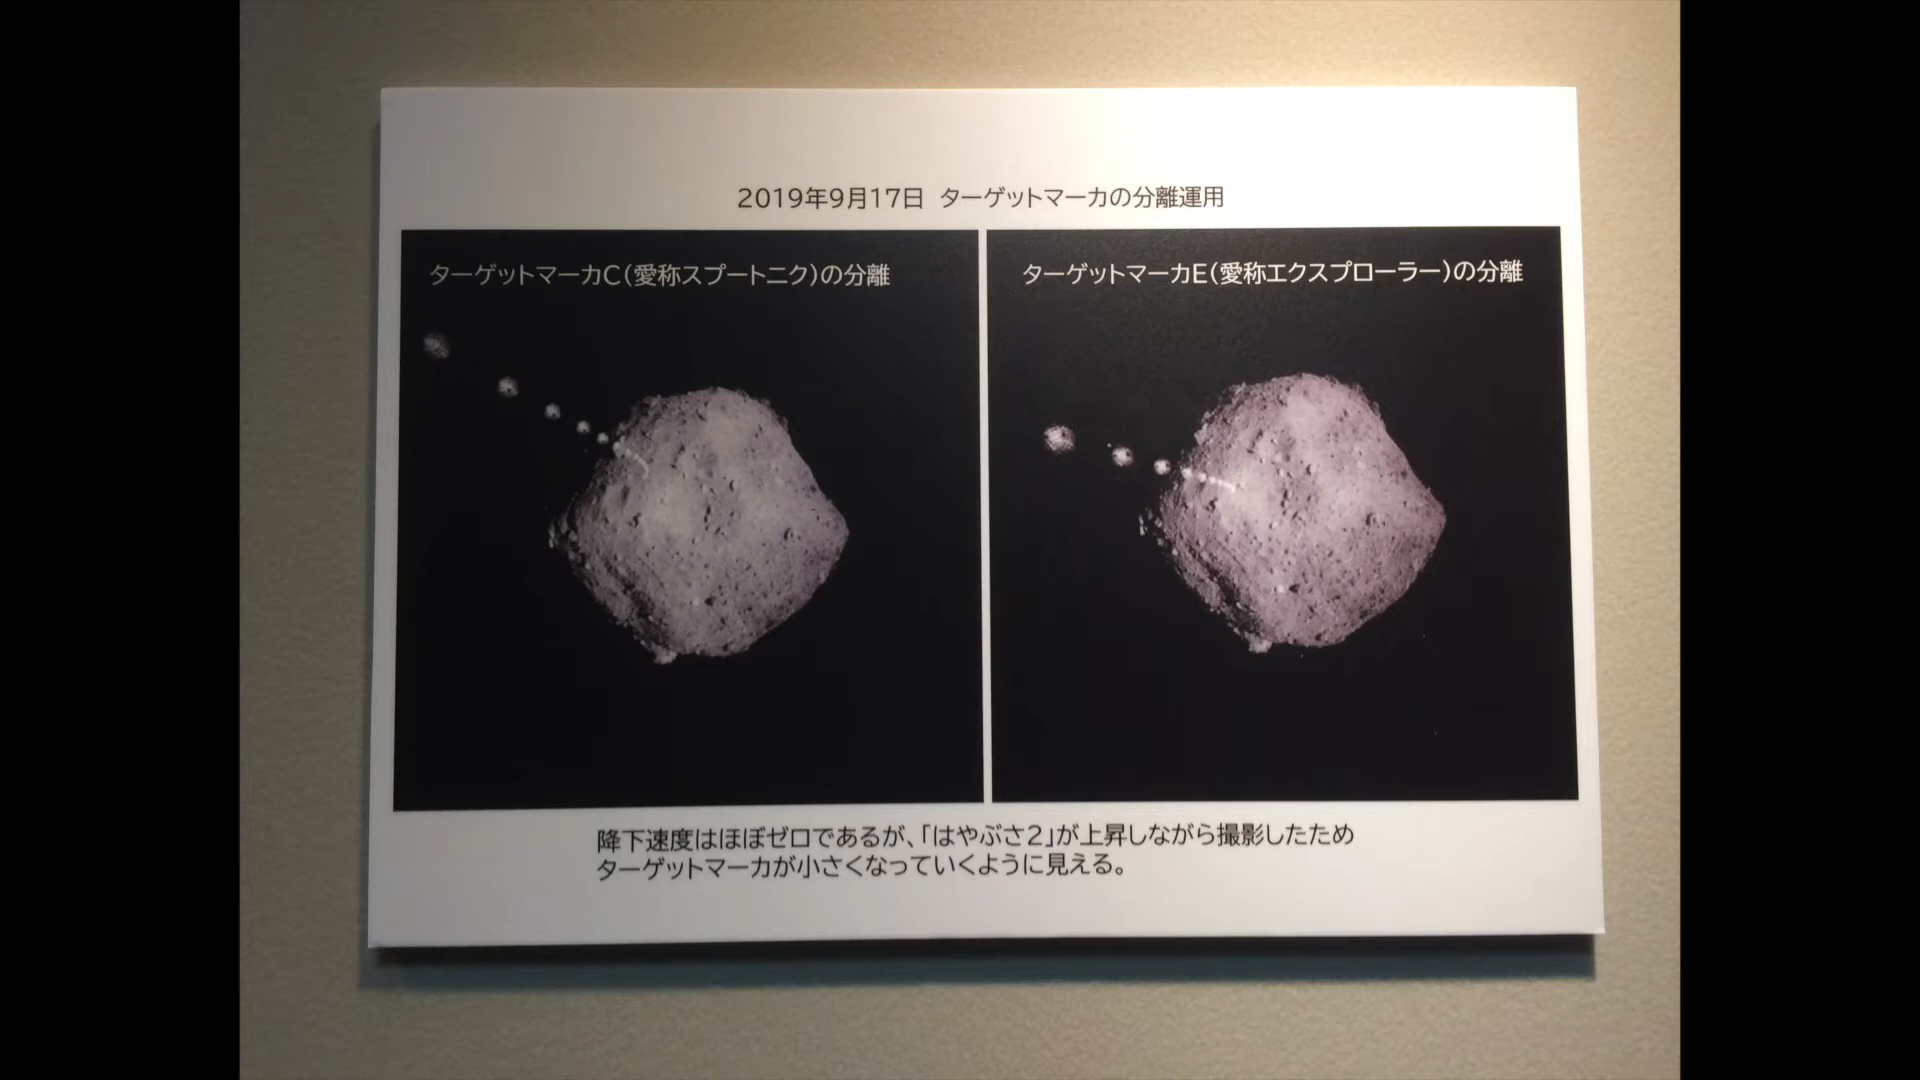 2019年9月17日 ターゲットマーカの分離運用
ターゲットマーカC(愛称スプートニク)の分離
ターゲットマーカE(愛称エクスプローラー)の分離
降下速度はほぼゼロであるが、「はやぶさ2」が上昇しながら撮影したため
ターゲットマーカが小さくなっていくように見える。